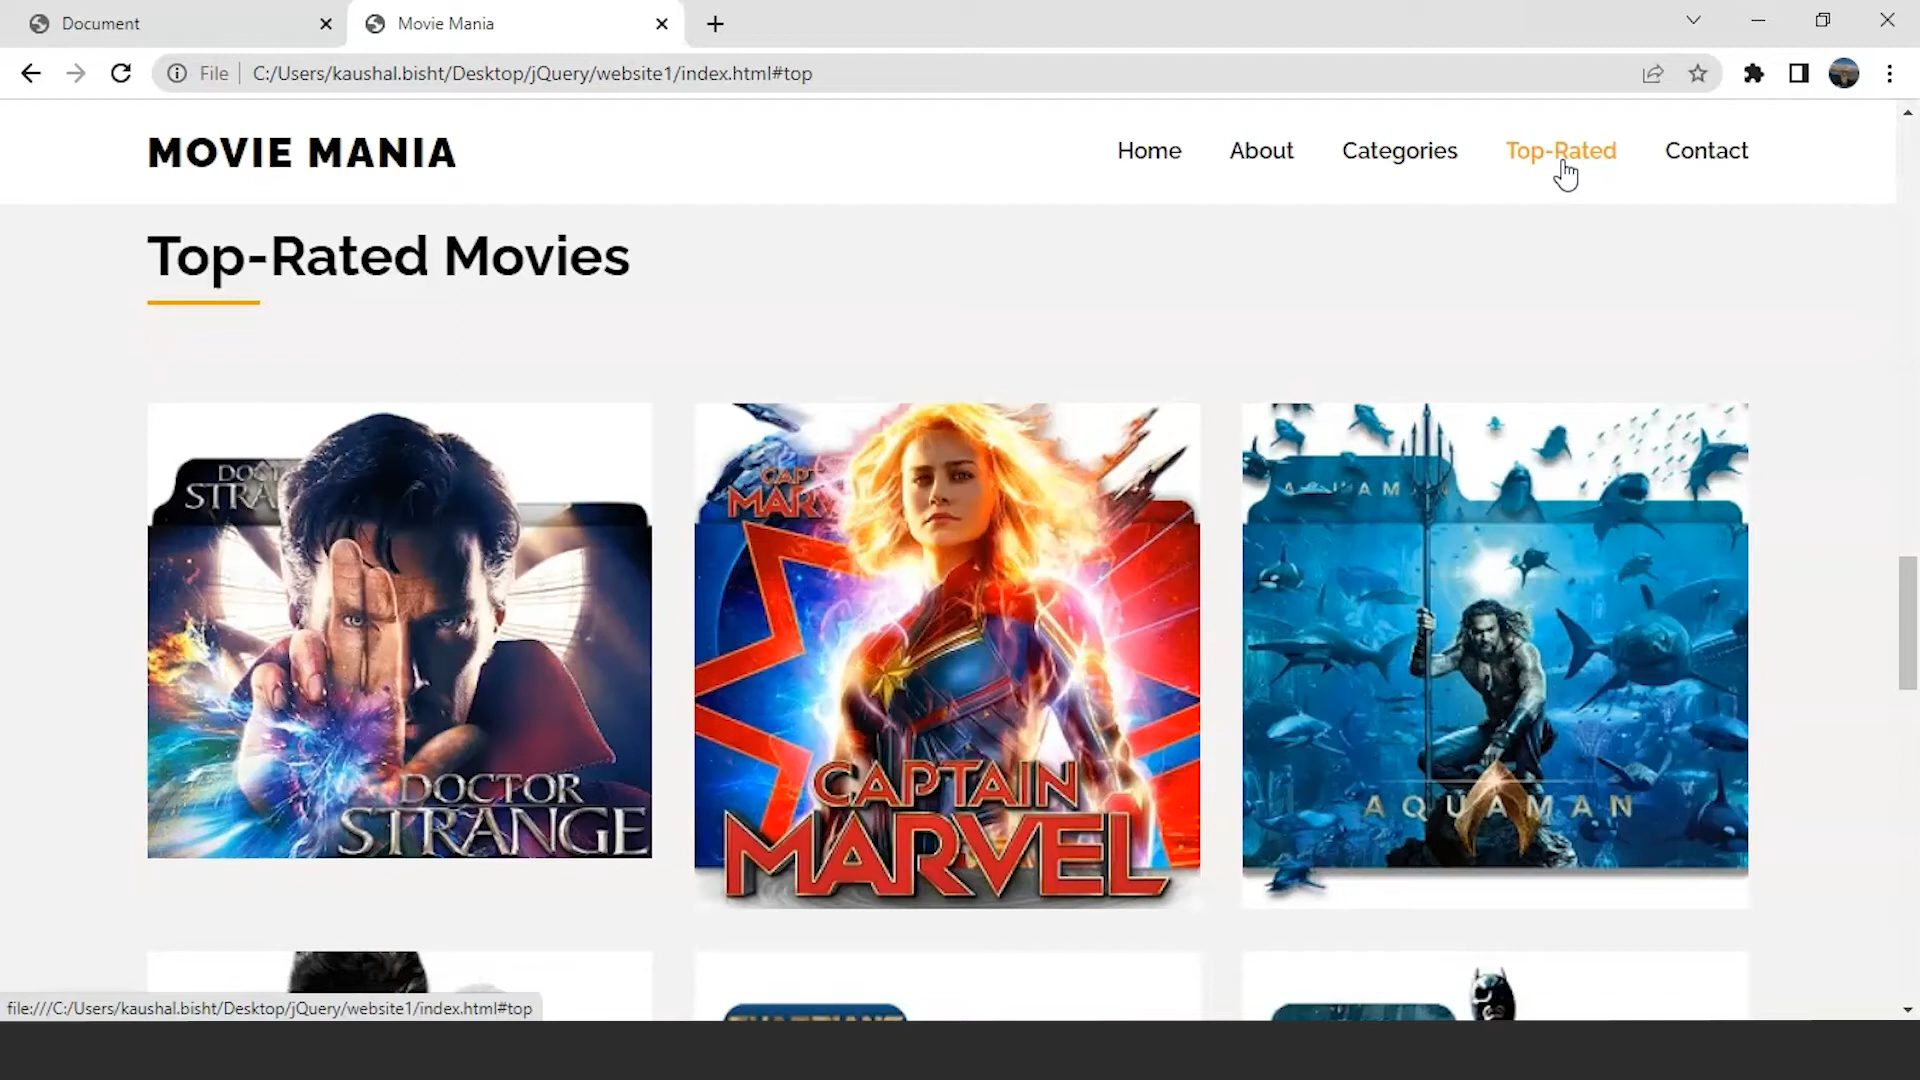 Document
Movie Mania
File
C:/Users/kaushal.bisht/Desktop/jQuery/website1/index.html#top
MOVIE MANIA
Home
About
Categories
Top-Rated
Contact
Top-Rated Movies
DOCTOR
STRANGE
CAPTAIN
MARVEL
AQUAMAN
AQUAMAN
file:///C:/Users/kaushal.bisht/Desktop/jQuery/website1/index.html#top